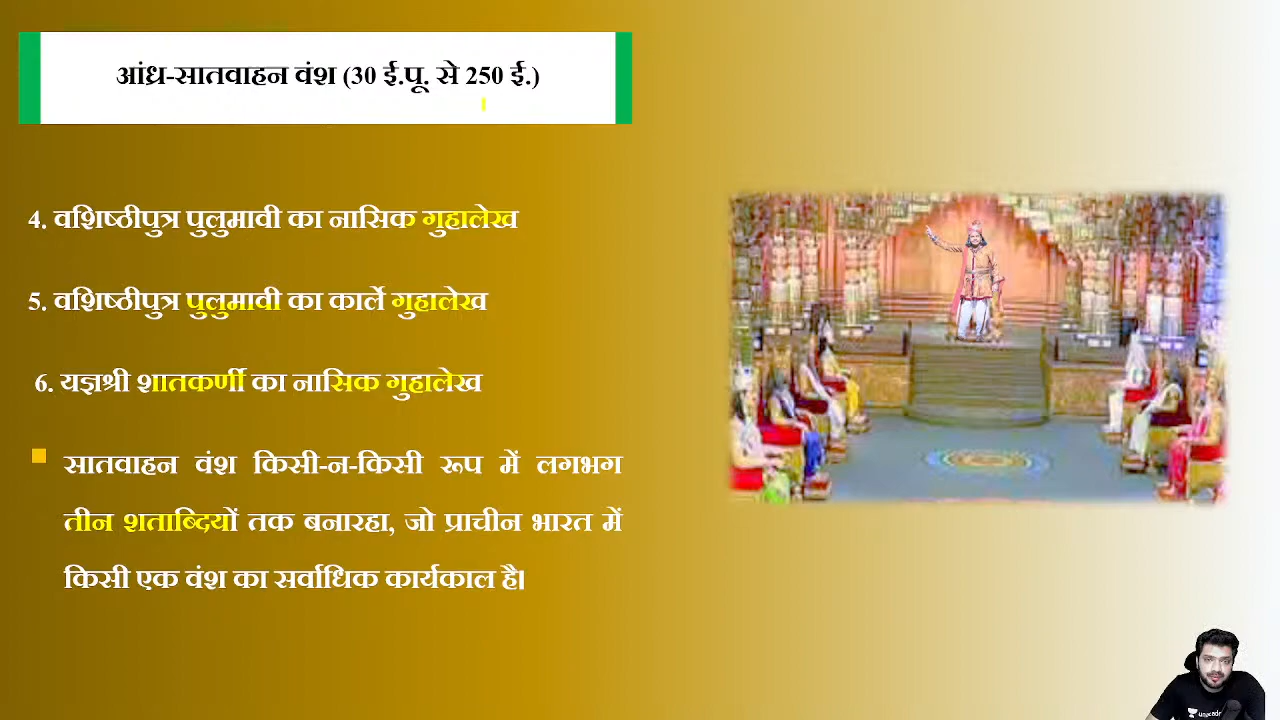 आंध्र-सातवाहन वंश (30 ई.पू. से 250 ई.)
4. वशिष्ठीपुत्र पुलुमावी का नासिक गुहालेख
5. वशिष्ठीपुत्र पुलुमावी का कार्ले गुहालेख
6. यज्ञश्री शातकर्णी का नासिक गुहालेख
सातवाहन वंश किसी-न-किसी रूप में लगभग
तीन शताब्दियों तक बनारहा, जो प्राचीन भारत में
किसी एक वंश का सर्वाधिक कार्यकाल है।